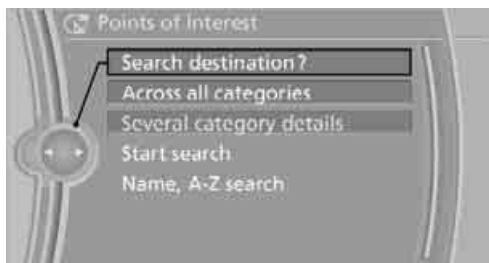 Points of Interest
Search destination?
Across all categories
Several category details
Start search
Name, A-Z search